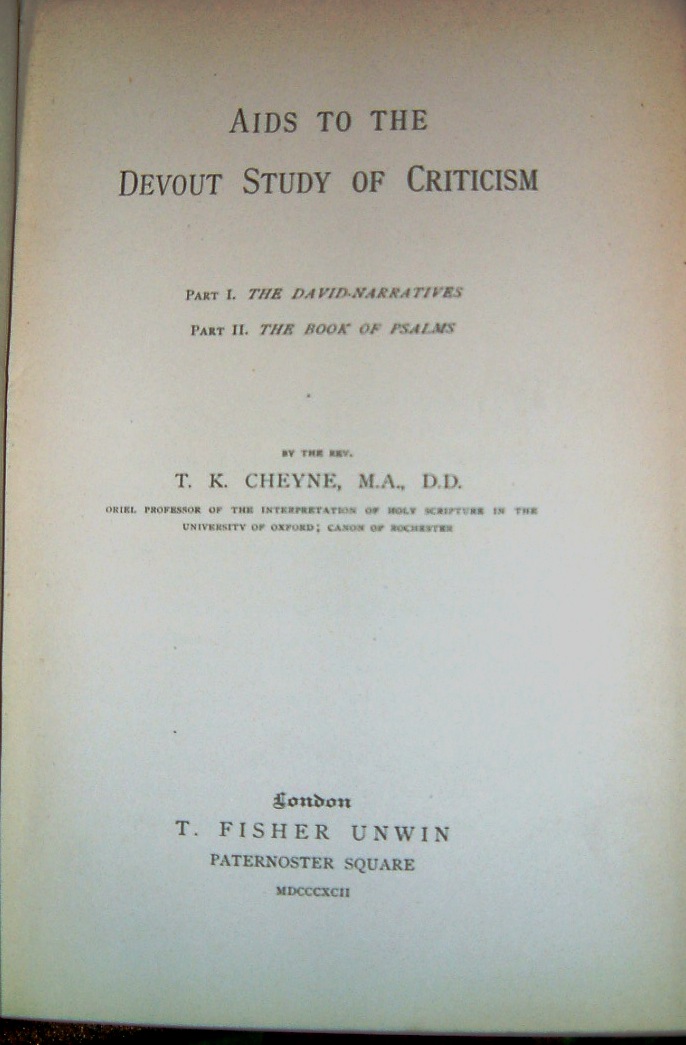 AIDS TO THE
DEVOUT STUDY OF CRITICISM
PART I. THE DAVID-NARRATIVES
PART II. THE BOOK OF PSALMS
BY THE REV.
T. K. CHEYNE, M.A., D.D.
ORIEL PROFESSOR OF THE INTERPRETATION OF HOLY SCRIPTURE IN THE
UNIVERSITY OF OXFORD; CANON OF ROCHESTER
London
T. FISHER UNWIN
PATERNOSTER SQUARE
MDCCCXCII